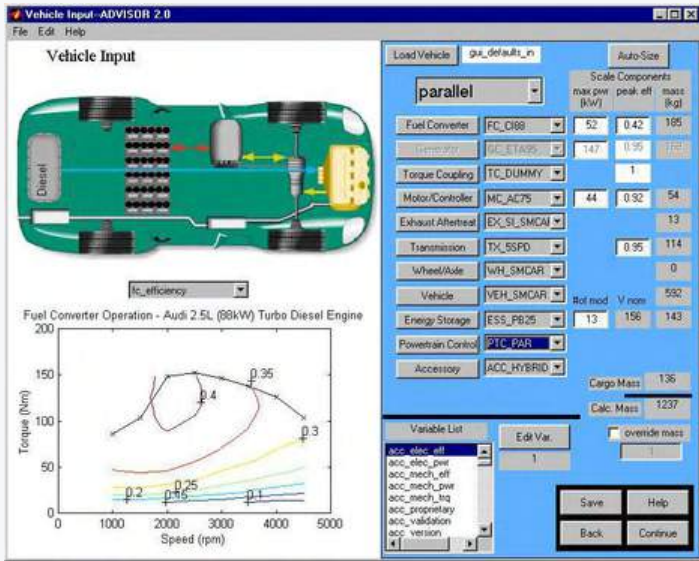 Vehicle Input--ADVISOR 2.0
File Edit Help
Vehicle Input
Diesel
fc_efficiency
Fuel Converter Operation - Audi 2.5L (88kW) Turbo Diesel Engine
200
150
100
50
0
Torque (Nm)
0.35
0.4
0.3
0.25
0.2
0.15
0.1
0 1000 2000 3000 4000 5000
Speed (rpm)
Load Vehicle gui_defaults_in Auto-Size
Scale Components
parallel max pwr (kW) peak eff mass (kg)
Fuel Converter FC_CI88 52 0.42 185
Generator GC_ETA95 147 0.95
Torque Coupling TC_DUMMY 1
Motor/Controller MC_AC75 44 0.92 54
Exhaust Aftertreat EX_SI_SMCAI 13
Transmission TX_5SPD 0.95 114
Wheel/Axle WH_SMCAR 0
Vehicle VEH_SMCAR #of mod V nom 592
Energy Storage ESS_PB25 13 156 143
Powertrain Control PTC_PAR
Accessory ACC_HYBRID
Cargo Mass 136
Calc. Mass 1237
Variable List Edit Var. override mass
1 1
acc_elec_eff
acc_elec_pwr
acc_mech_eff
acc_mech_pwr
acc_mech_trq
acc_proprietary
acc_validation
acc_version
Save Help
Back Continue